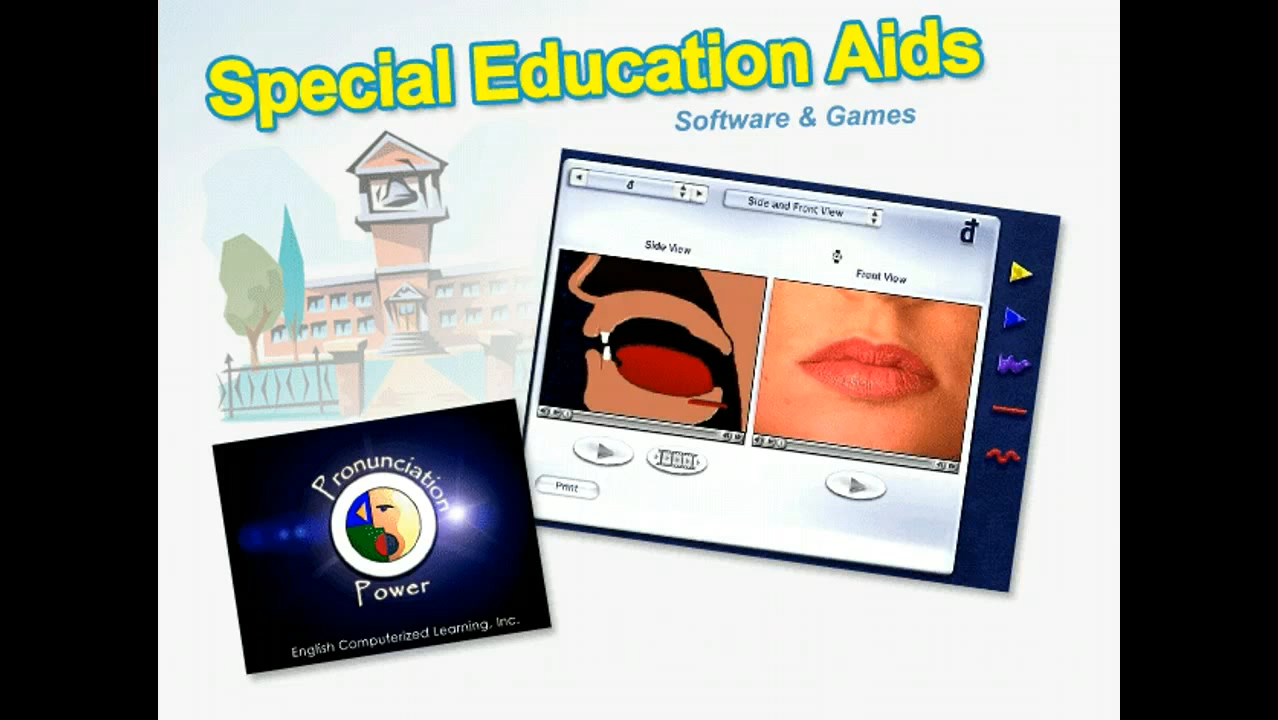 Special Education Aids
Software & Games
Side and Front View
Side View
Front View
Print
Pronunciation
Power
English Computerized Learning, Inc.